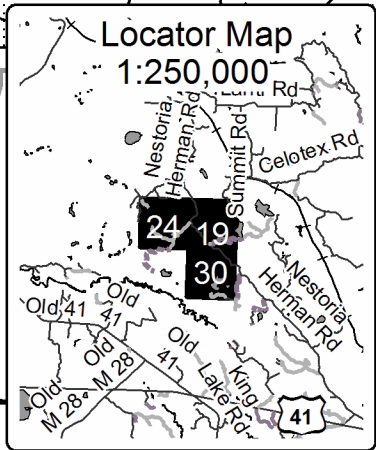 Locator Map
1:250,000
Rd
Nestoria
Herman Rd
Summit Rd
Celotex Rd
24
19
30
Nestoria
Herman Rd
Old 41
Old
41
Old
41
Old
M 28
Old
M 28
King
Lake Rd
41